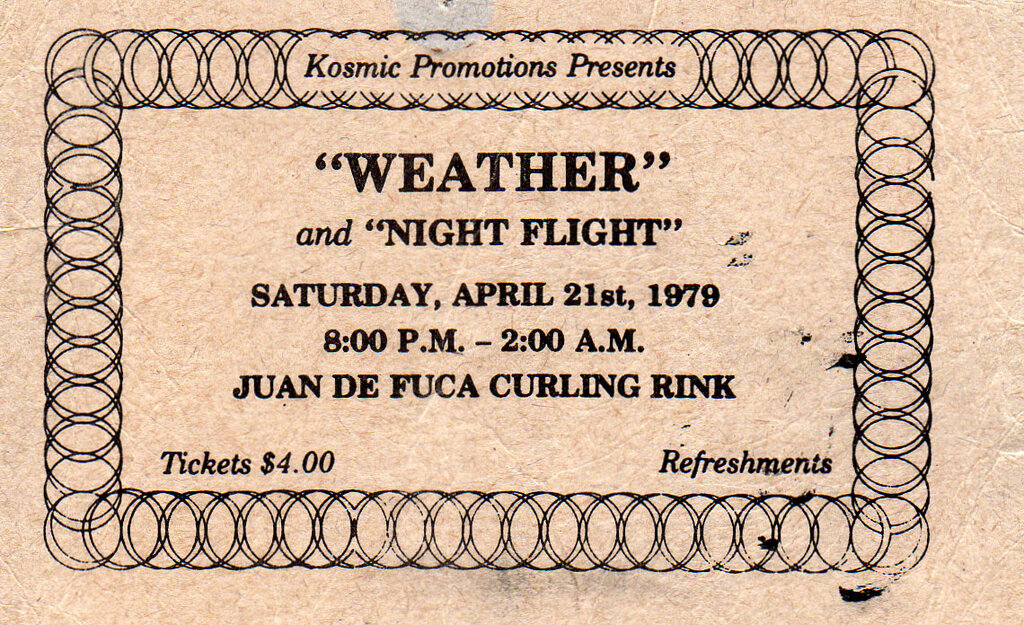 Kosmic Promotions Presents
“WEATHER”
and “NIGHT FLIGHT”
SATURDAY, APRIL 21st, 1979
8:00 P.M. – 2:00 A.M.
JUAN DE FUCA CURLING RINK
Tickets $4.00
Refreshments